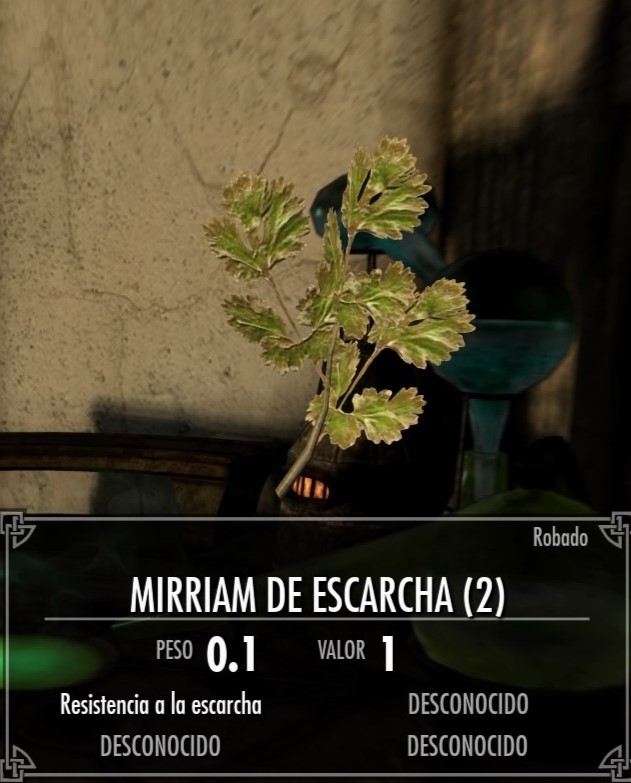 Robado
MIRRIAM DE ESCARCHA (2)
PESO 0.1 VALOR 1
Resistencia a la escarcha DESCONOCIDO
DESCONOCIDO DESCONOCIDO